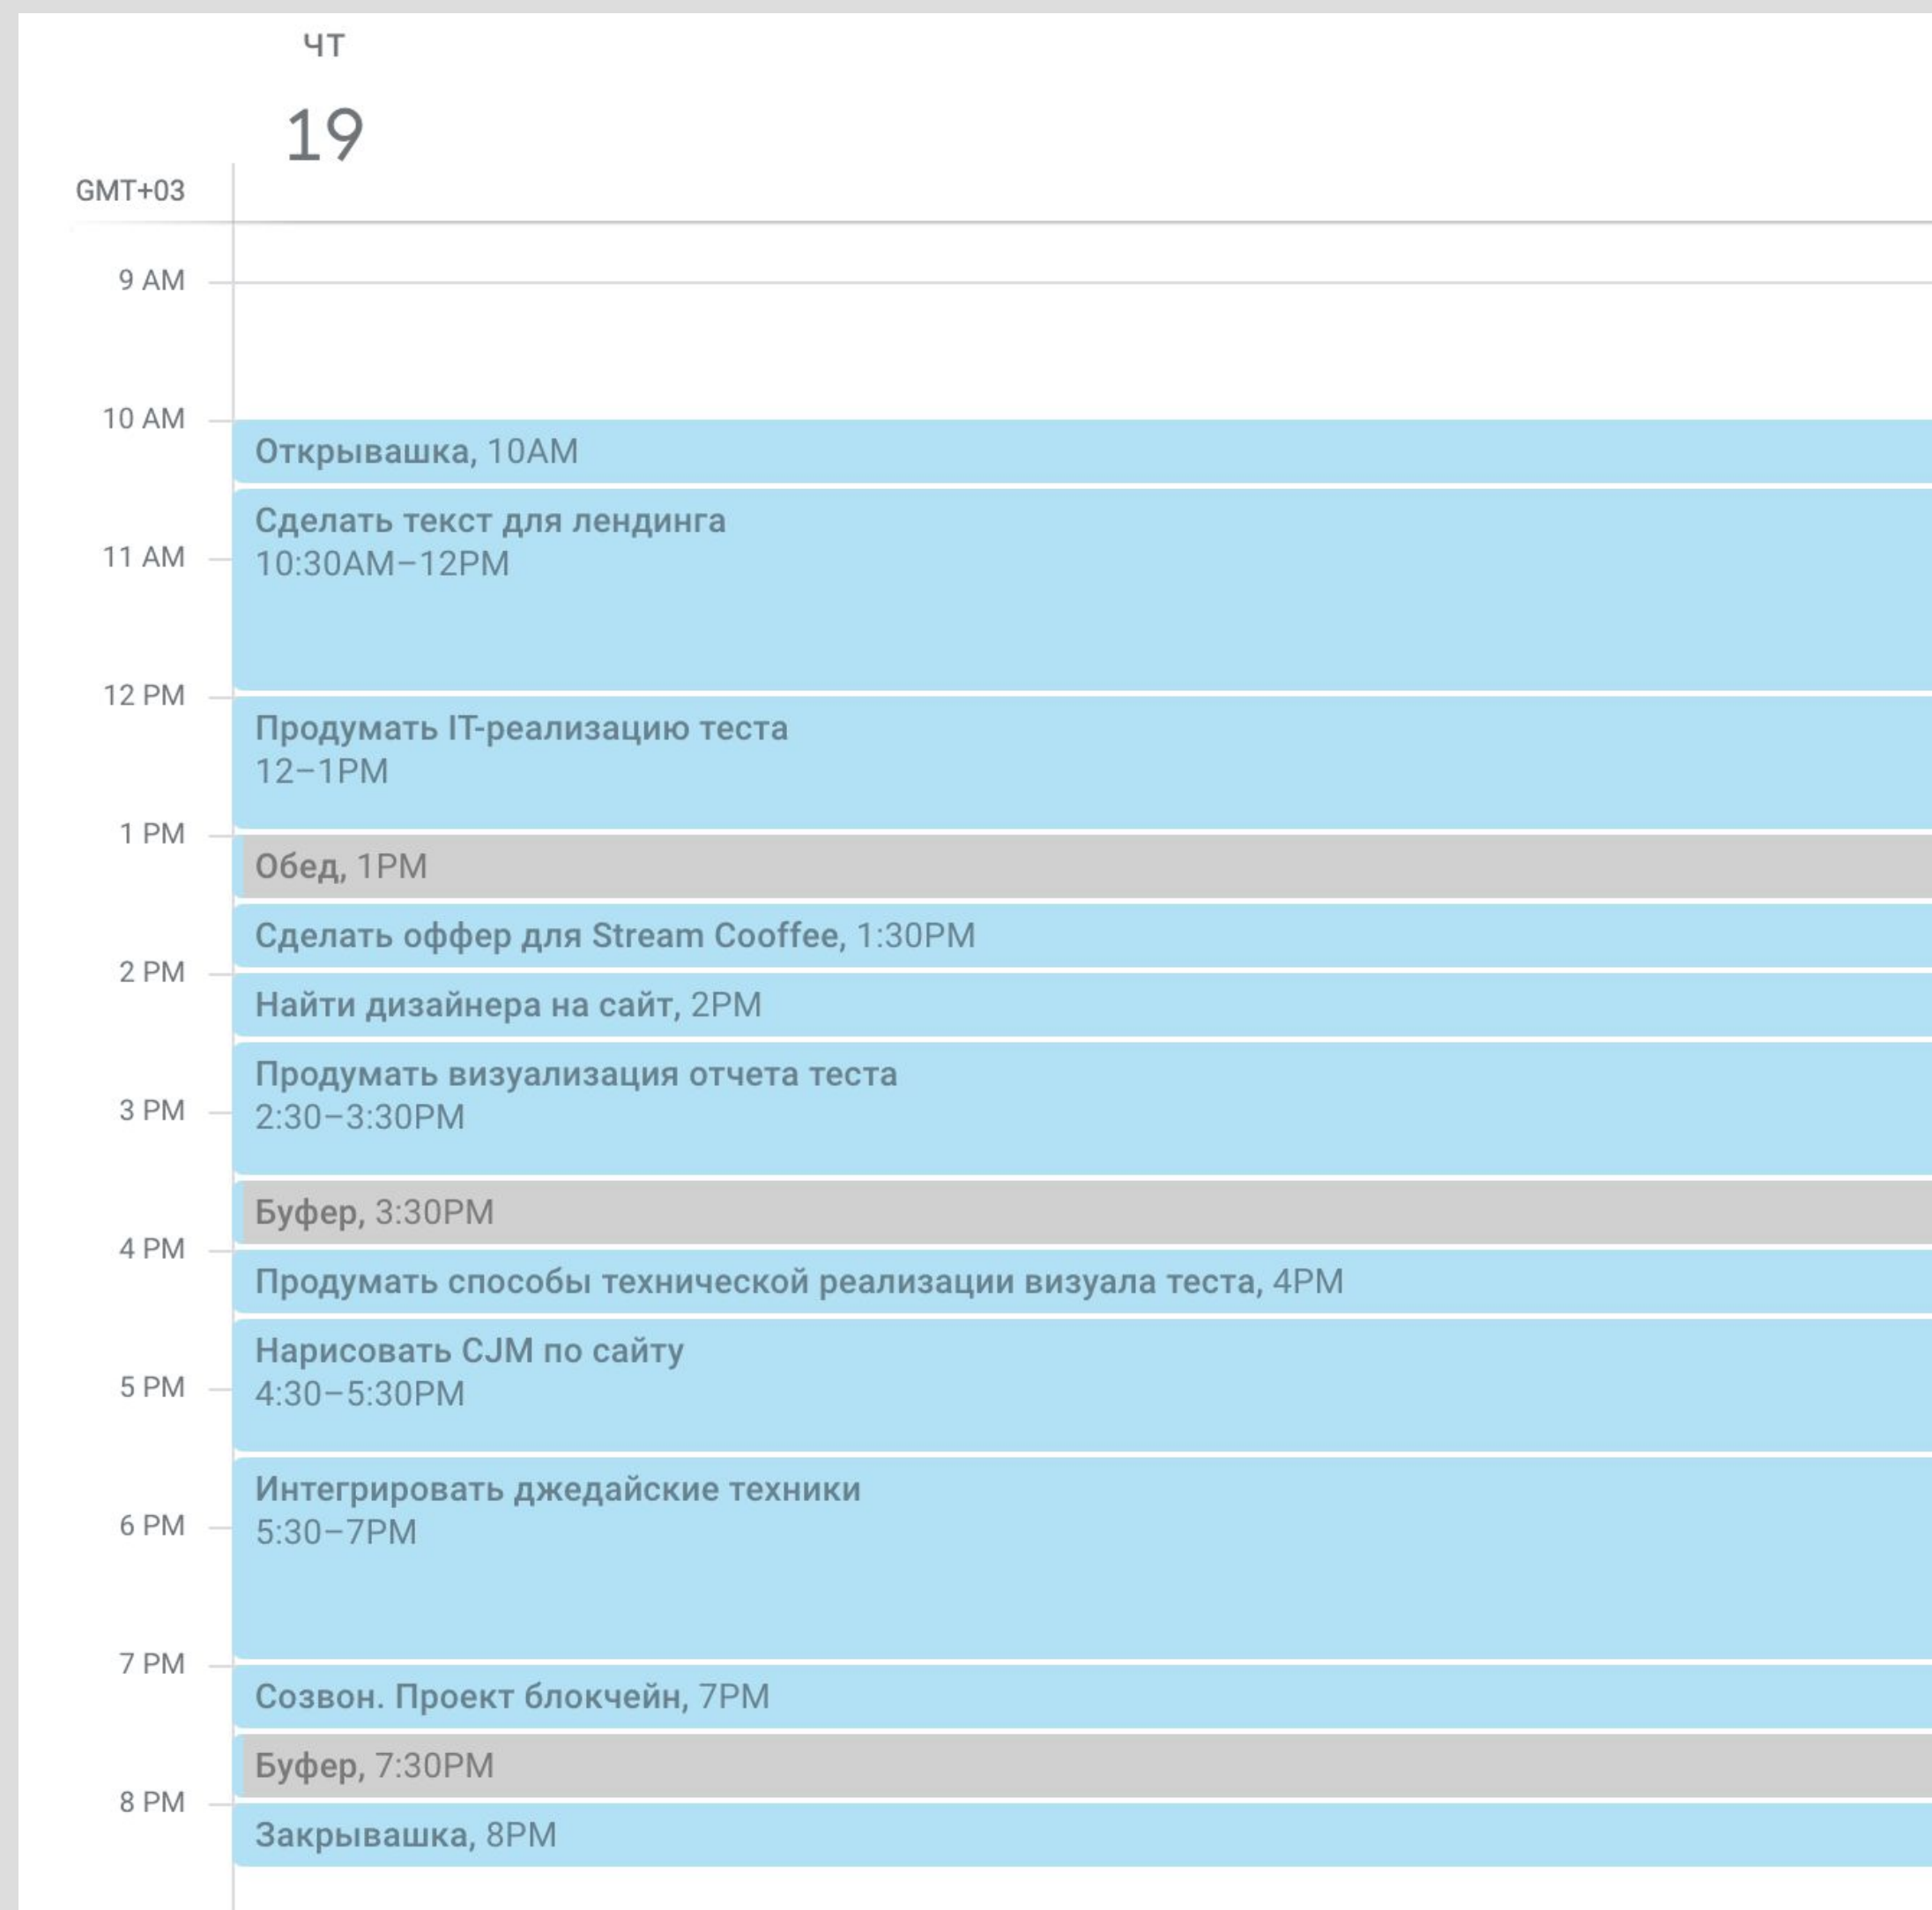 ЧТ
19
GMT+03
9 AM
10 AM
Открывашка, 10AM
Сделать текст для лендинга
11 AM
10:30AM–12PM
12 PM
Продумать IT-реализацию теста
12–1PM
1 PM
Обед, 1PM
Сделать оффер для Stream Cooffee, 1:30PM
2 PM
Найти дизайнера на сайт, 2PM
Продумать визуализация отчета теста
3 PM
2:30–3:30PM
Буфер, 3:30PM
4 PM
Продумать способы технической реализации визуала теста, 4PM
Нарисовать CJM по сайту
5 PM
4:30–5:30PM
Интегрировать джедайские техники
6 PM
5:30–7PM
7 PM
Созвон. Проект блокчейн, 7PM
Буфер, 7:30PM
8 PM
Закрывашка, 8PM